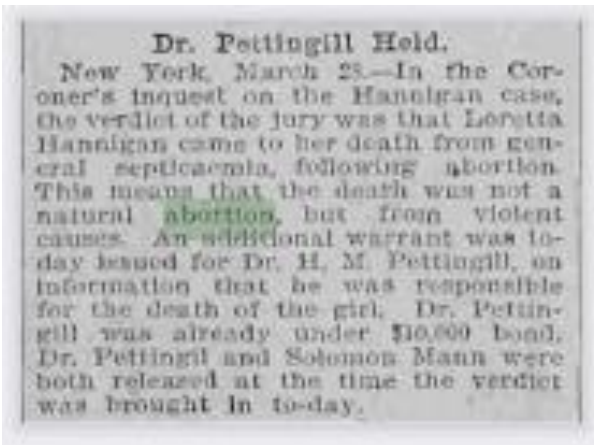 Dr. Pettingill Held.
New York, March 28.—In the Cor-
oner's inquest on the Hannigan case,
the verdict of the jury was that Loretta
Hannigan came to her death from gen-
eral septicaemia, following abortion.
This means that the death was not a
natural abortion, but from violent
causes. An additional warrant was to-
day issued for Dr. H. M. Pettingill, on
information that he was responsible
for the death of the girl. Dr. Pettin-
gill was already under $10,000 bond.
Dr. Pettingil and Solomon Mann were
both released at the time the verdict
was brought in to-day.